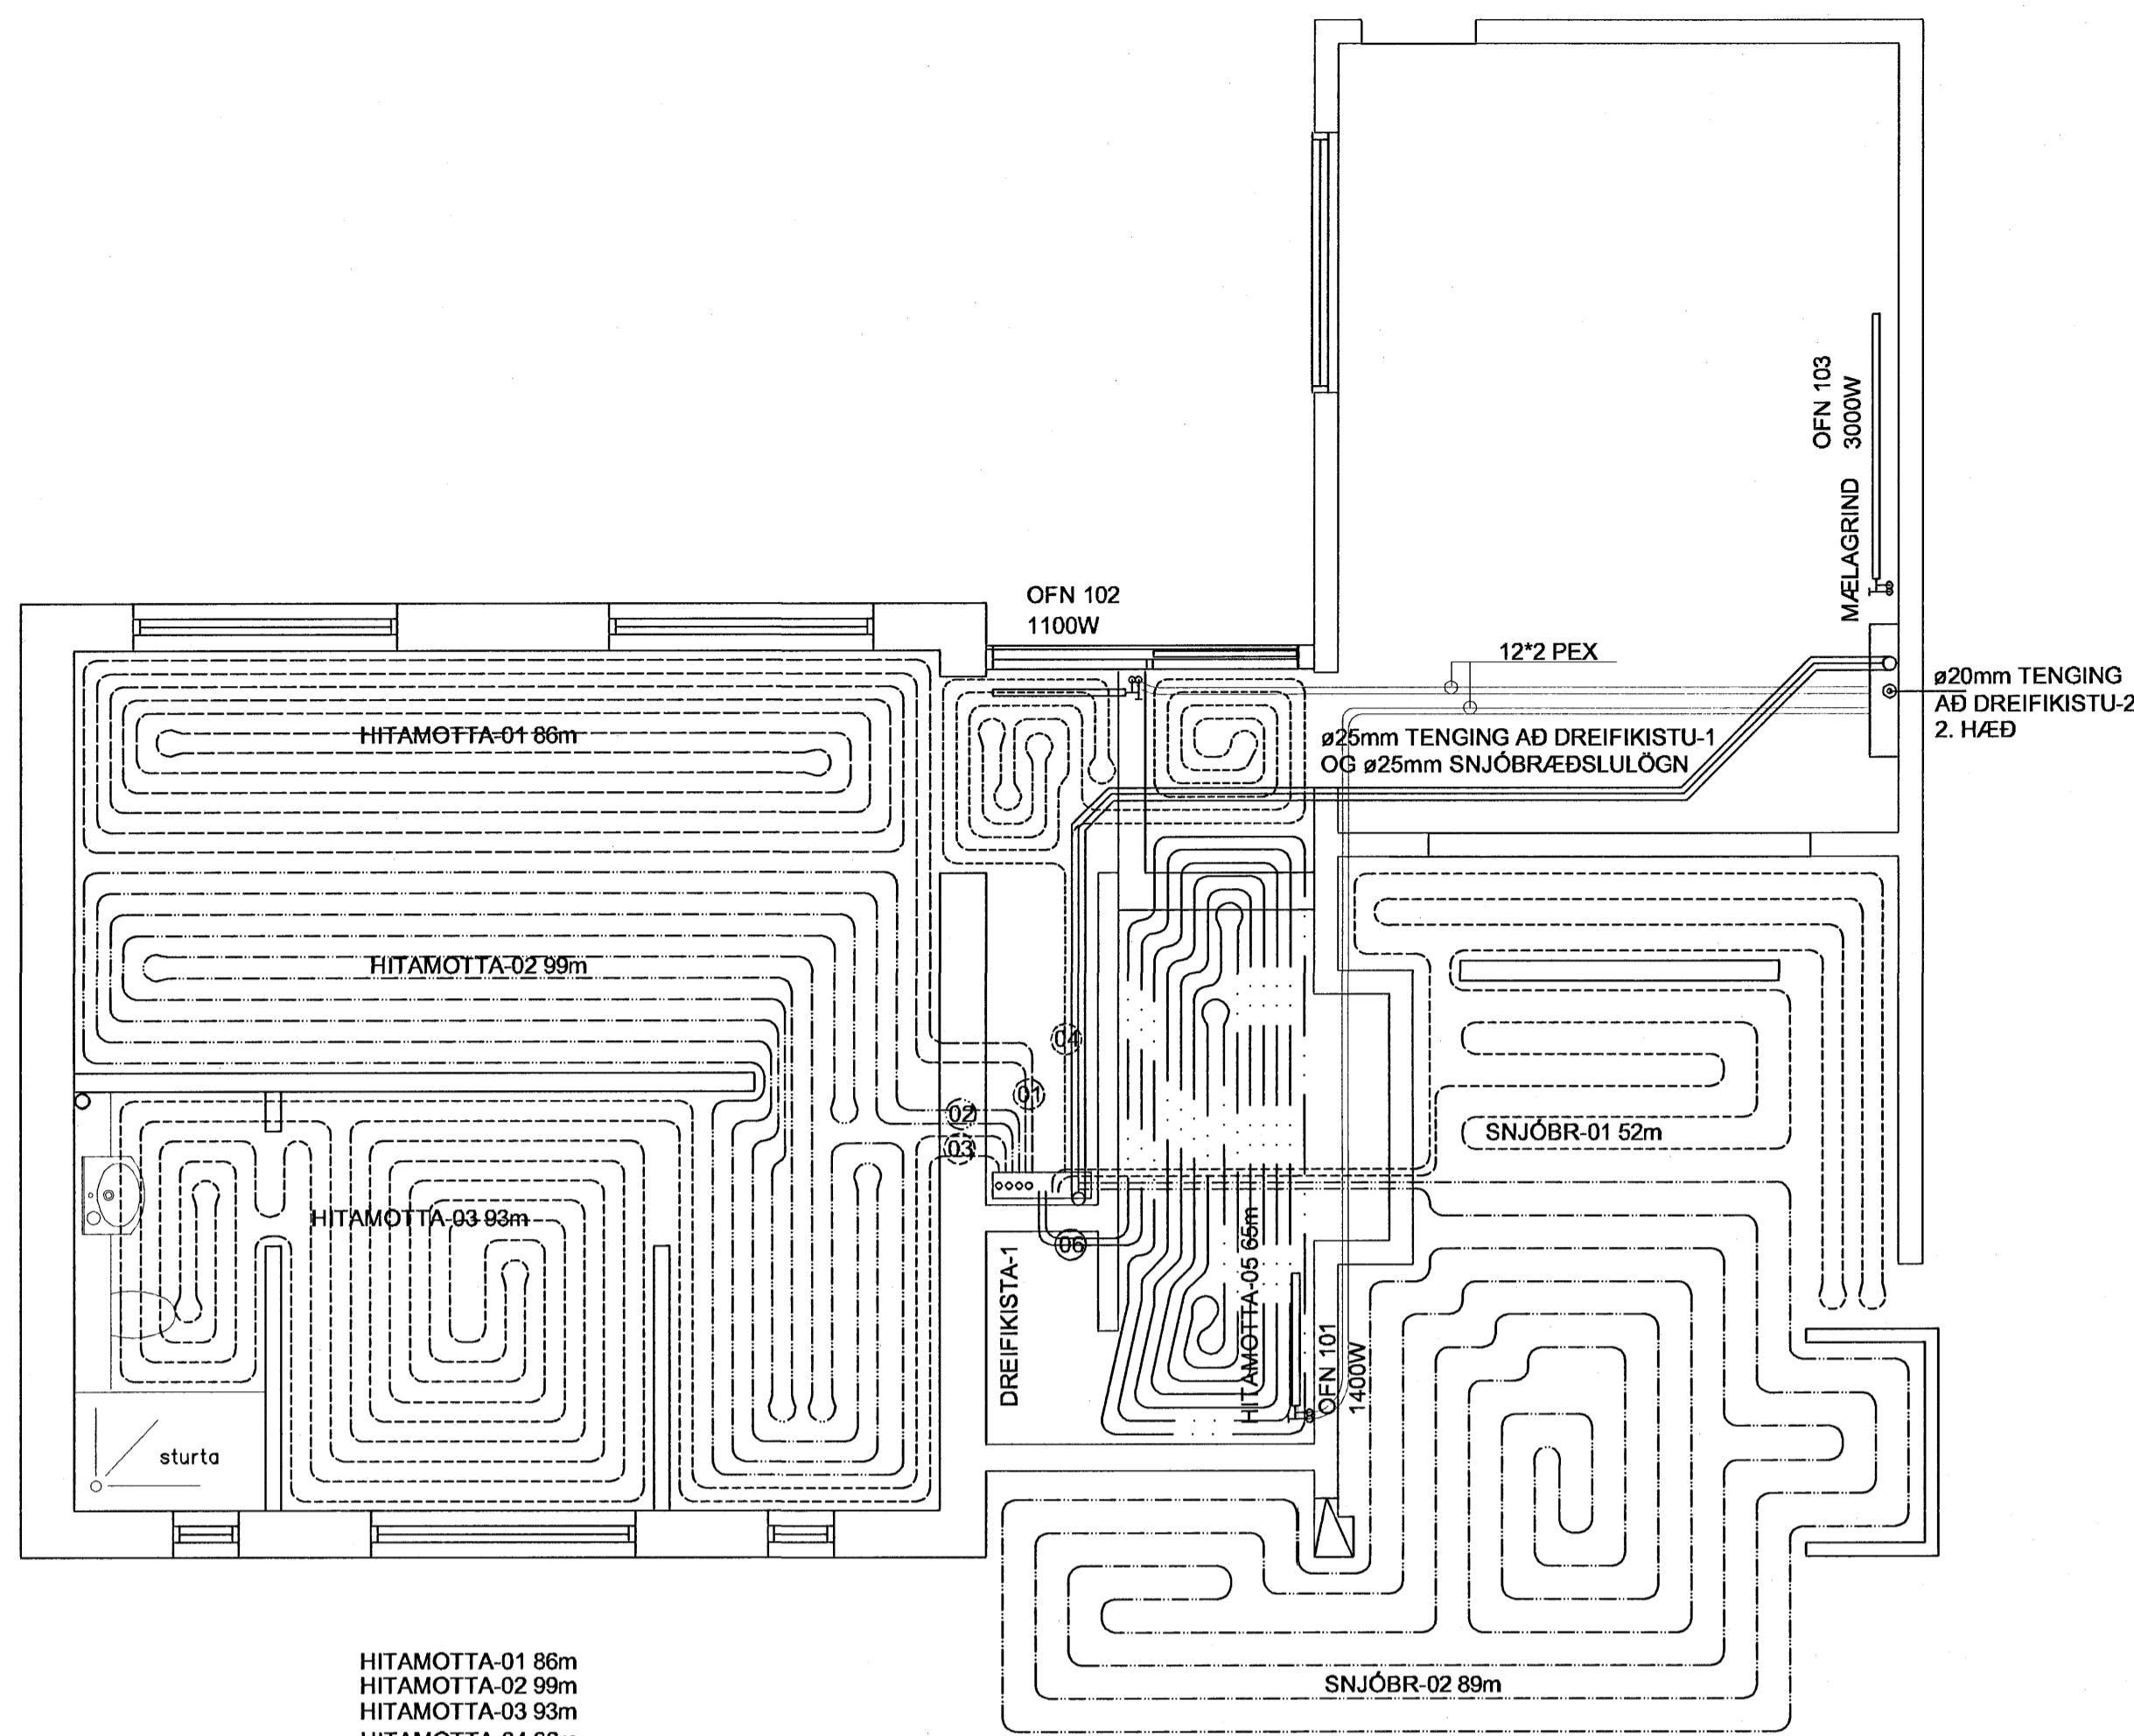 OFN 103
3000W
MÆLAGRIND
OFN 102
1100W
12*2 PEX
ø20mm TENGING
AÐ DREIFIKISTU-2
2. HÆÐ
ø25mm TENGING AÐ DREIFIKISTU-1
OG ø25mm SNJÓBRÆÐSLULÖGN
HITAMOTTA-01 86m
HITAMOTTA-02 99m
04
01
02
03
SNJÓBR-01 52m
HITAMOTTA-03 93m
06
DREIFIKISTA-1
HITAMOTTA-05 65m
OFN 101
1400W
sturta
SNJÓBR-02 89m
HITAMOTTA-01 86m
HITAMOTTA-02 99m
HITAMOTTA-03 93m